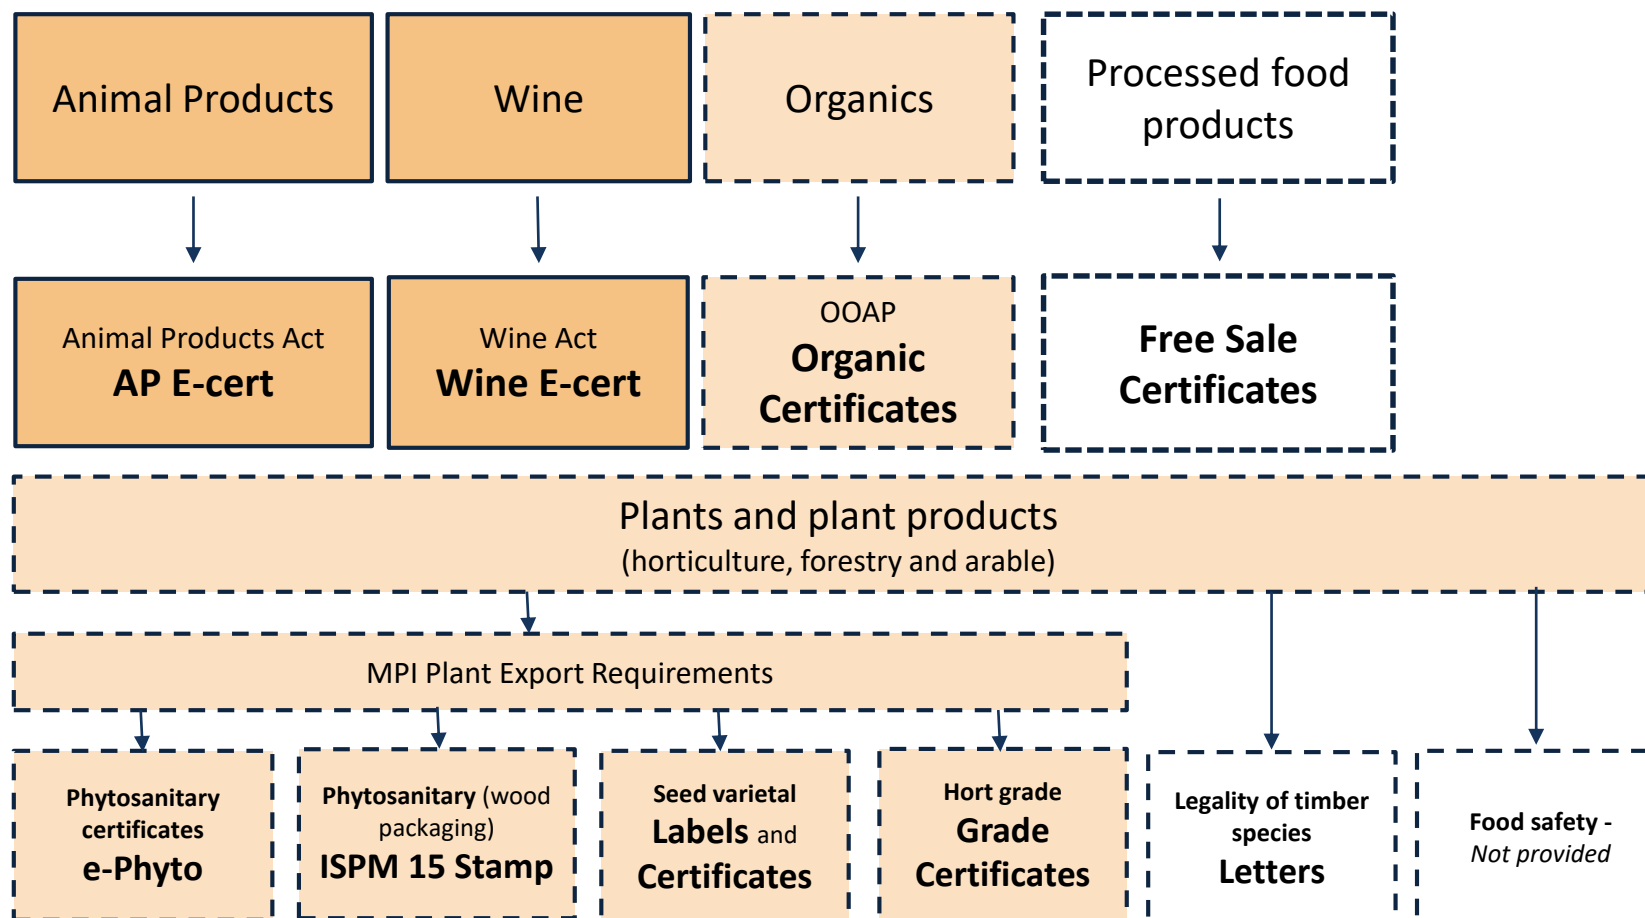 Animal Products
Wine
Organics
Processed food
products
Animal Products Act
AP E-cert
Wine Act
Wine E-cert
OOAP
Organic
Certificates
Free Sale
Certificates
Plants and plant products
(horticulture, forestry and arable)
MPI Plant Export Requirements
Phytosanitary
certificates
e-Phyto
Phytosanitary (wood
packaging)
ISPM 15 Stamp
Seed varietal
Labels and
Certificates
Hort grade
Grade
Certificates
Legality of timber
species
Letters
Food safety -
Not provided